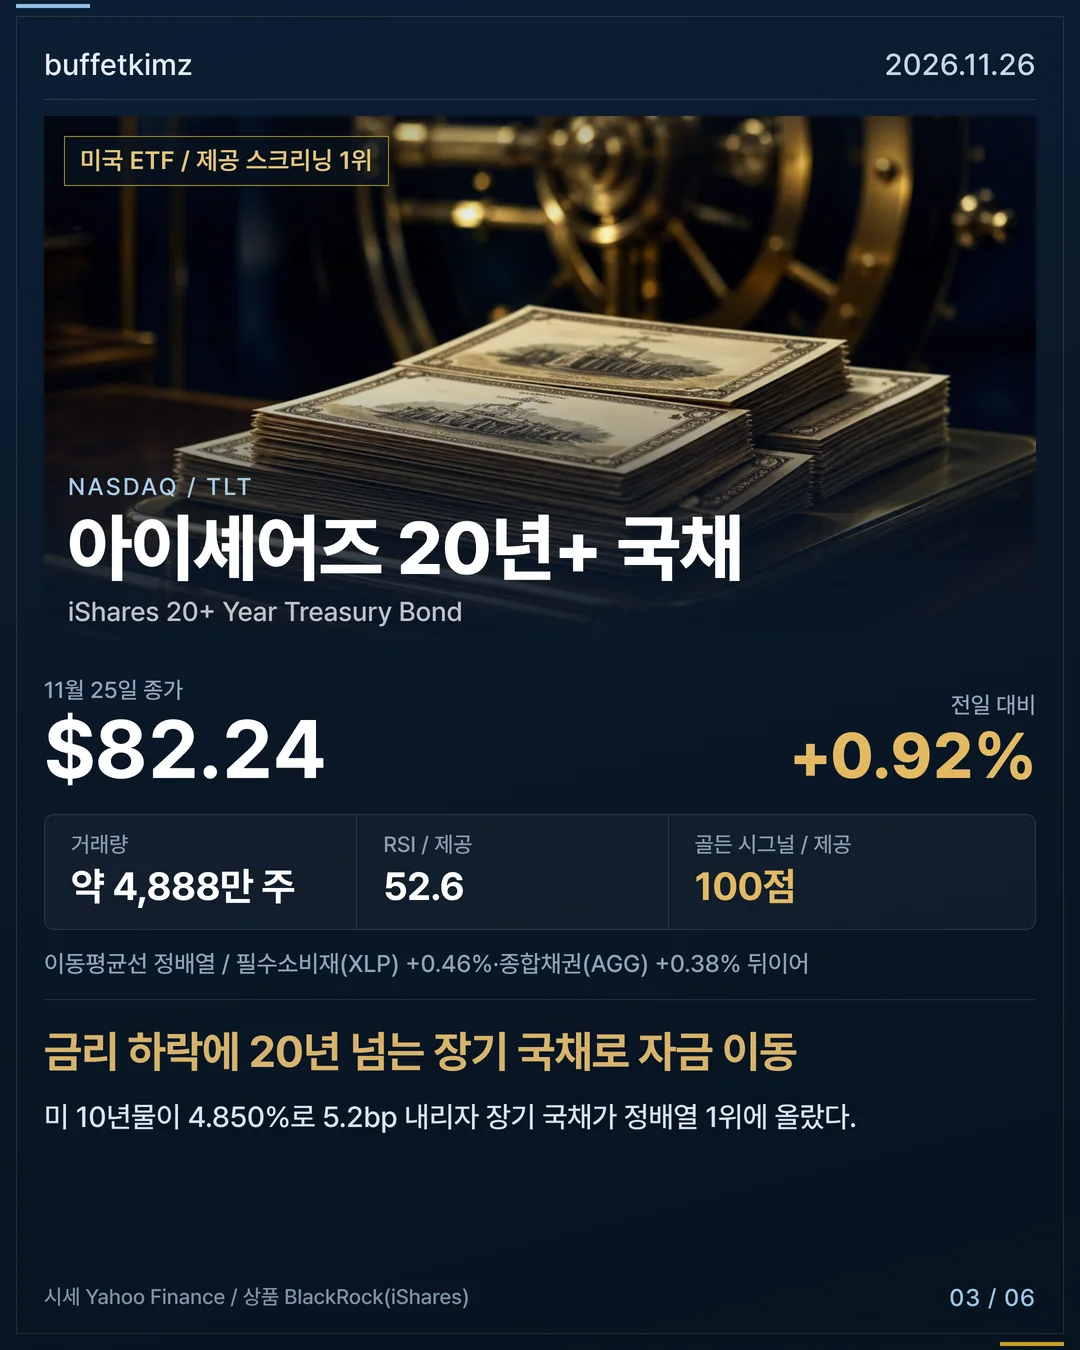 buffetkimz
2026.11.26
미국 ETF / 제공 스크리닝 1위
NASDAQ / TLT
아이셰어즈 20년+ 국채
iShares 20+ Year Treasury Bond
11월 25일 종가
$82.24
전일 대비
+0.92%
거래량
약 4,888만 주
RSI / 제공
52.6
골든 시그널 / 제공
100점
이동평균선 정배열 / 필수소비재(XLP) +0.46%·종합채권(AGG) +0.38% 뒤이어
금리 하락에 20년 넘는 장기 국채로 자금 이동
미 10년물이 4.850%로 5.2bp 내리자 장기 국채가 정배열 1위에 올랐다.
시세 Yahoo Finance / 상품 BlackRock(iShares)
03 / 06